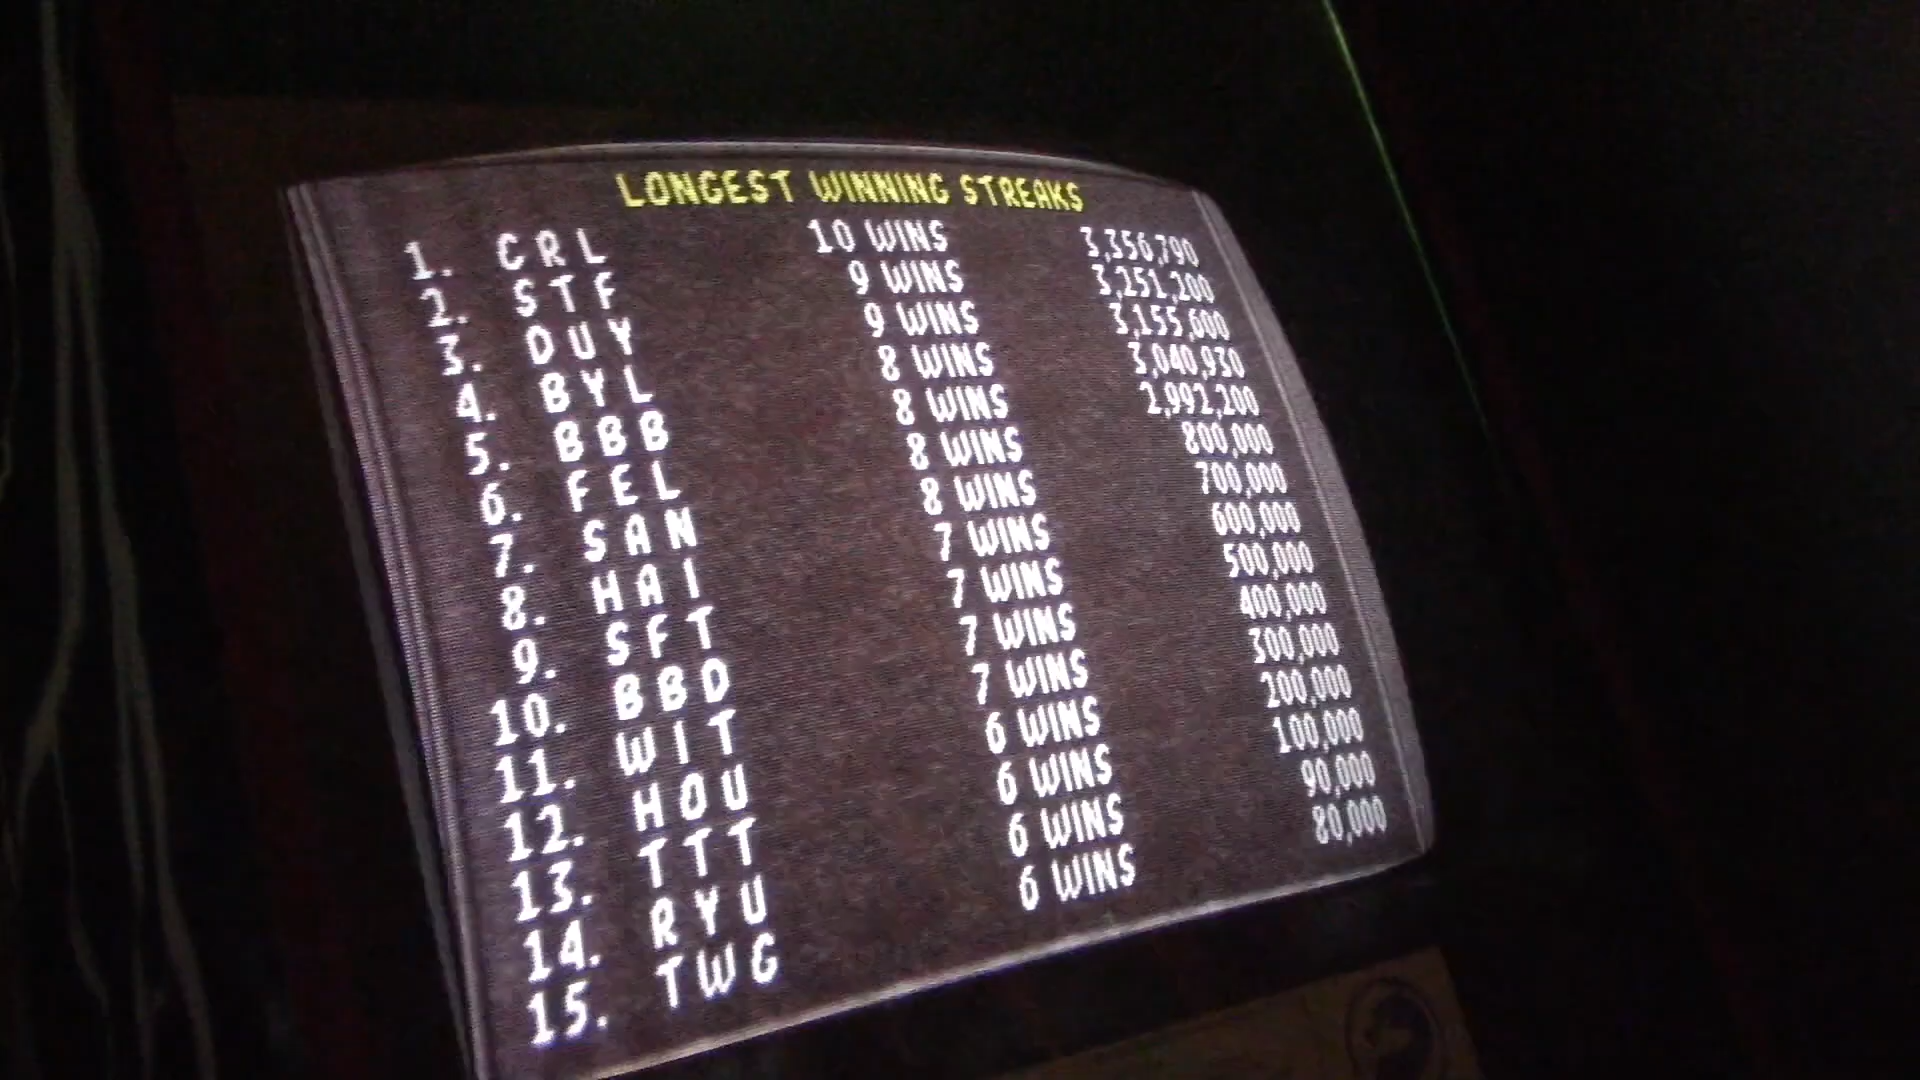 LONGEST WINNING STREAKS
1. CRL 10 WINS 3,356,790
2. STF 9 WINS 3,251,200
3. DUY 9 WINS 3,155,600
4. BYL 8 WINS 3,040,930
5. BBB 8 WINS 2,992,200
6. FEL 8 WINS 800,000
7. SAN 8 WINS 700,000
8. HAI 7 WINS 600,000
9. SFT 7 WINS 500,000
10. BBD 7 WINS 400,000
11. WIT 7 WINS 300,000
12. HOU 6 WINS 200,000
13. TTT 6 WINS 100,000
14. RYU 6 WINS 90,000
15. TWG 6 WINS 80,000